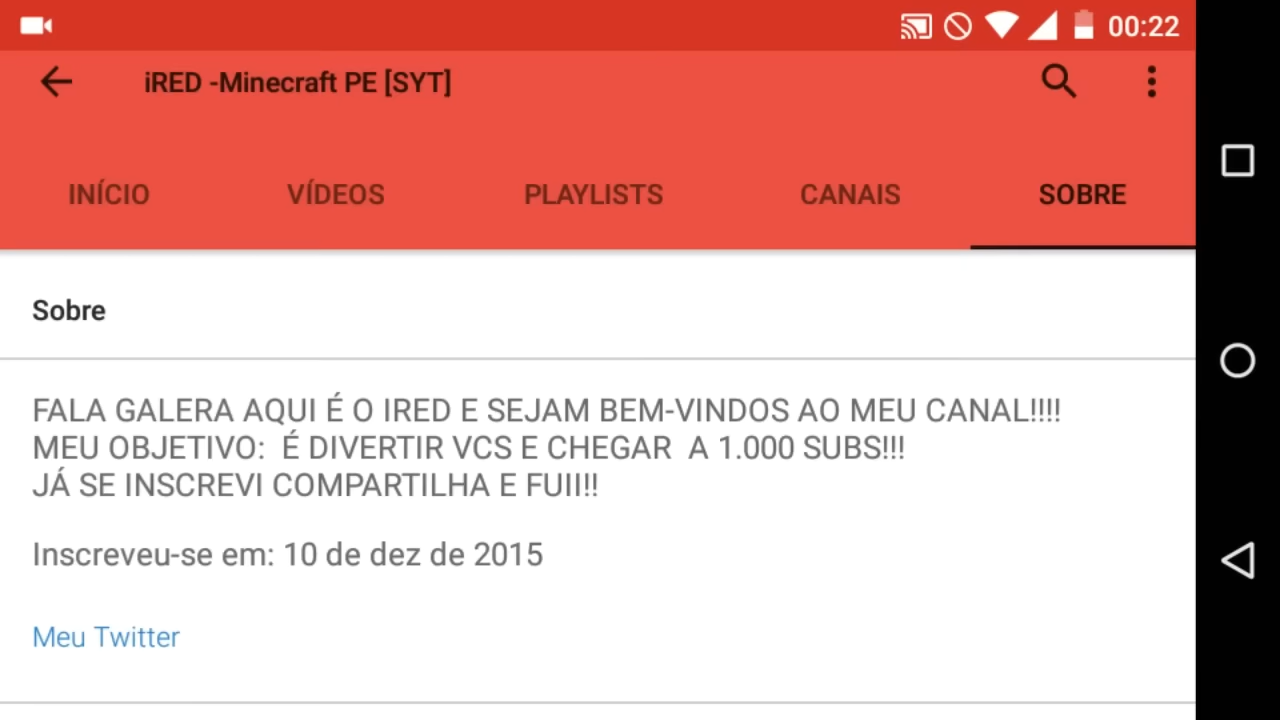 00:22
iRED -Minecraft PE [SYT]
INÍCIO VÍDEOS PLAYLISTS CANAIS SOBRE
Sobre
FALA GALERA AQUI É O IRED E SEJAM BEM-VINDOS AO MEU CANAL!!!!
MEU OBJETIVO:  É DIVERTIR VCS E CHEGAR  A 1.000 SUBS!!!
JÁ SE INSCREVI COMPARTILHA E FUII!!
Inscreveu-se em: 10 de dez de 2015
Meu Twitter